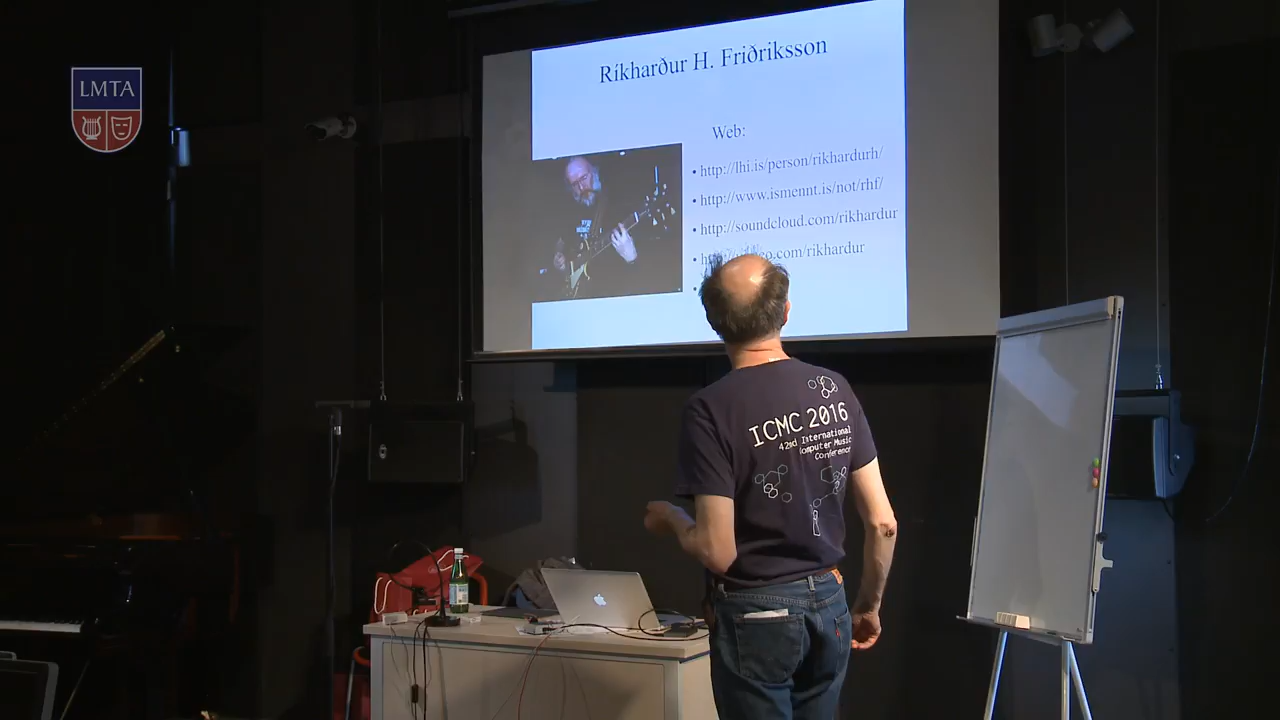 LMTA
Ríkharður H. Friðriksson
Web:
• http://lhi.is/person/rikhardurh/
• http://www.ismennt.is/not/rhf/
• http://soundcloud.com/rikhardur
ICMC 2016
42nd International
Computer Music
Conference